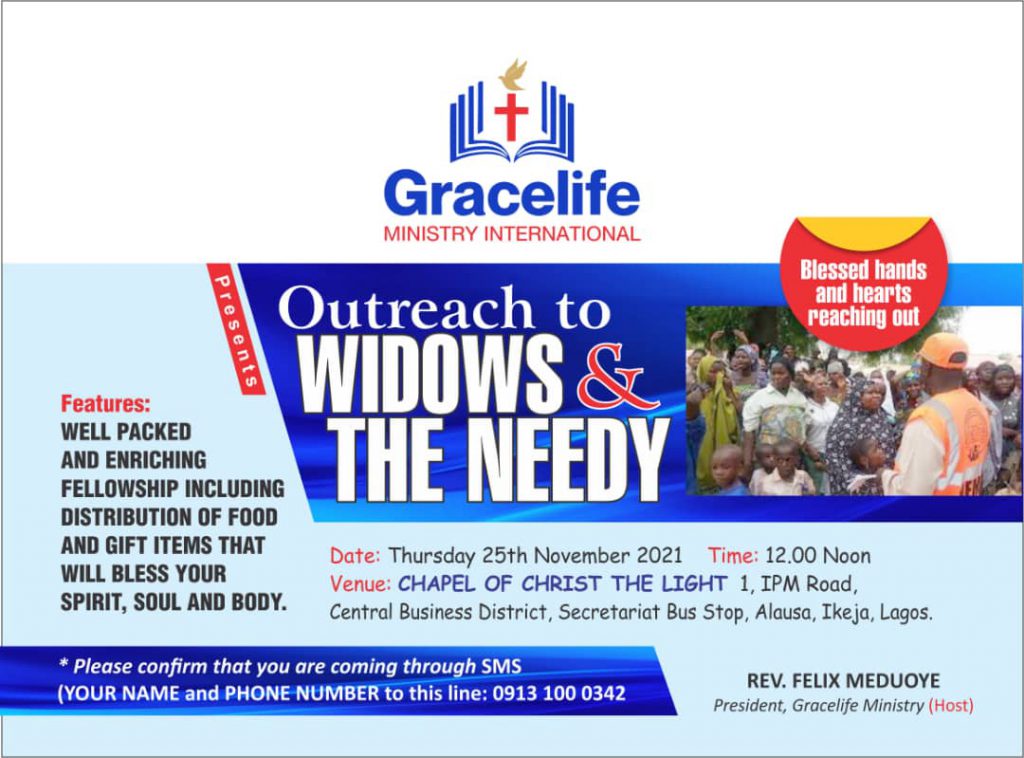 Gracelife
MINISTRY INTERNATIONAL
Presents
Outreach to
WIDOWS &
THE NEEDY
Blessed hands
and hearts
reaching out
Features:
WELL PACKED
AND ENRICHING
FELLOWSHIP INCLUDING
DISTRIBUTION OF FOOD
AND GIFT ITEMS THAT
WILL BLESS YOUR
SPIRIT, SOUL AND BODY.
Date: Thursday 25th November 2021 Time: 12.00 Noon
Venue: CHAPEL OF CHRIST THE LIGHT 1, IPM Road,
Central Business District, Secretariat Bus Stop, Alausa, Ikeja, Lagos.
* Please confirm that you are coming through SMS
(YOUR NAME and PHONE NUMBER to this line: 0913 100 0342
REV. FELIX MEDUOYE
President, Gracelife Ministry (Host)